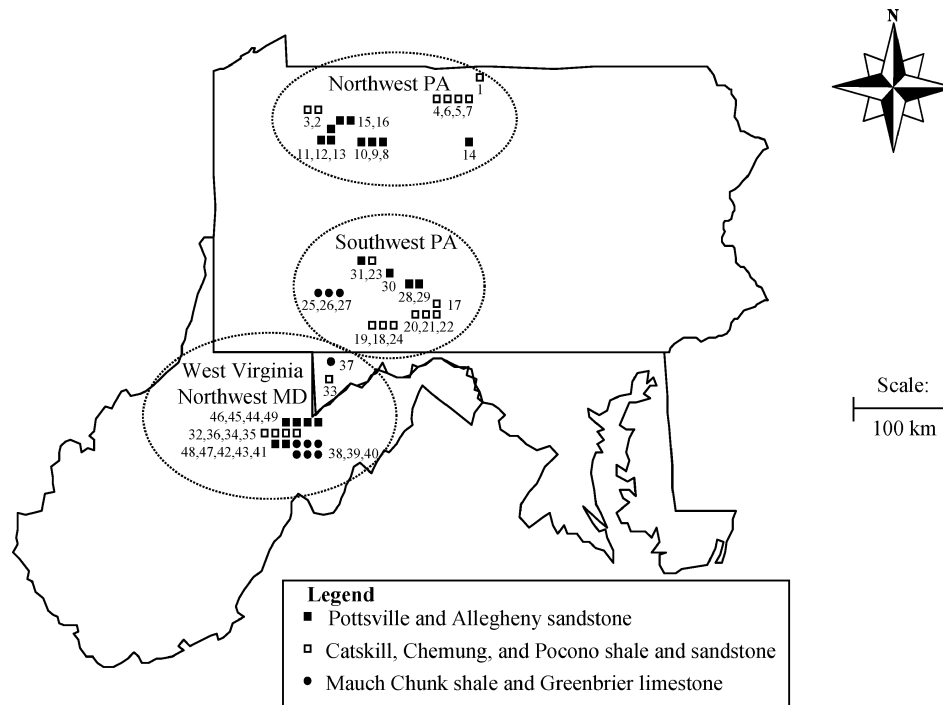 N
Northwest PA
1
4,6,5,7
3,2
15,16
11,12,13
10,9,8
14
Southwest PA
31,23
30
28,29
25,26,27
17
20,21,22
19,18,24
West Virginia
Northwest MD
37
33
46,45,44,49
32,36,34,35
48,47,42,43,41
38,39,40
Scale:
100 km
Legend
Pottsville and Allegheny sandstone
Catskill, Chemung, and Pocono shale and sandstone
Mauch Chunk shale and Greenbrier limestone